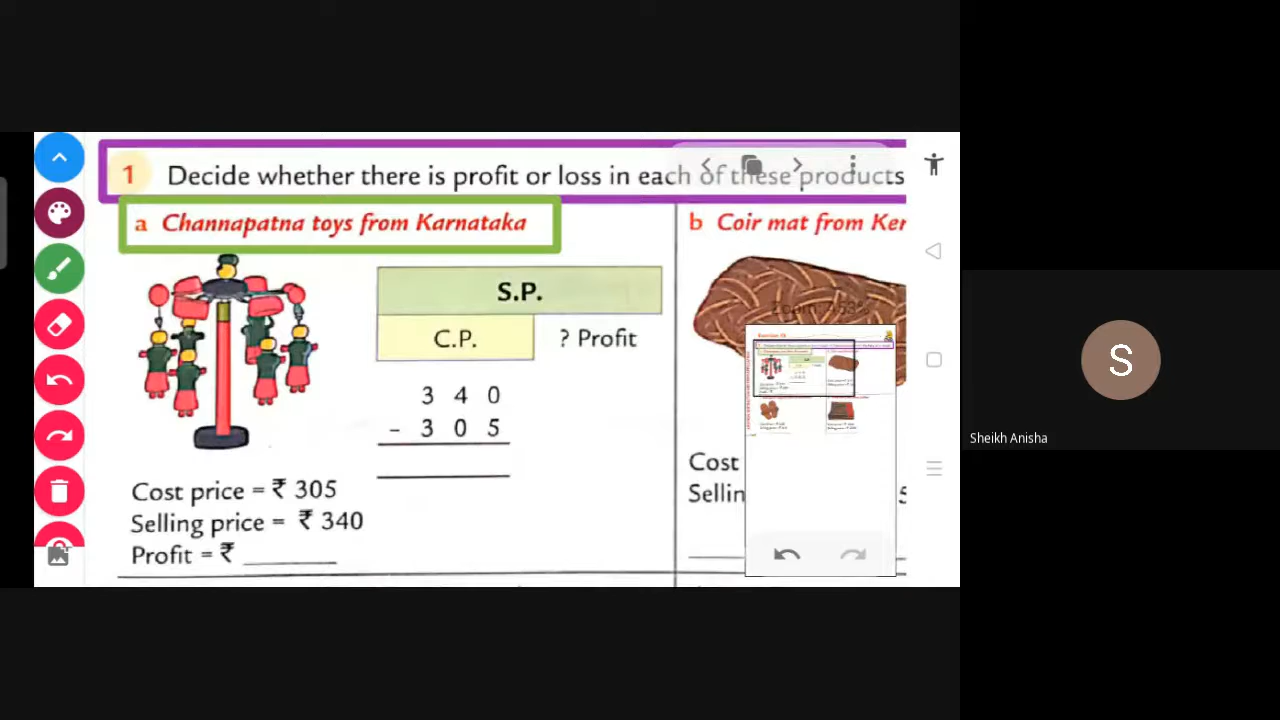 1 Decide whether there is profit or loss in each of these products
a Channapatna toys from Karnataka
b Coir mat from Ker
S.P.
C.P.
? Profit
3 4 0
- 3 0 5
Cost price = ₹ 305
Selling price = ₹ 340
Profit = ₹ ______
Cost
Sellin
5
S
Sheikh Anisha